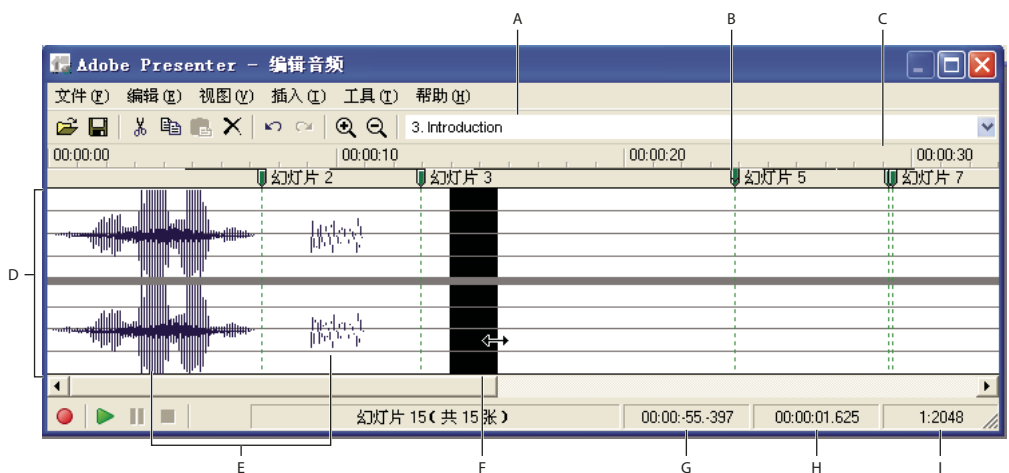 A B C
Adobe Presenter - 编辑音频
文件(F) 编辑(E) 视图(V) 插入(I) 工具(T) 帮助(H)
3. Introduction
00:00:00 00:00:10 00:00:20 00:00:30
幻灯片 2 幻灯片 3 幻灯片 5 幻灯片 7
D
幻灯片 15(共 15张) 00:00:-55.-397 00:00:01.625 1:2048
E F G H I